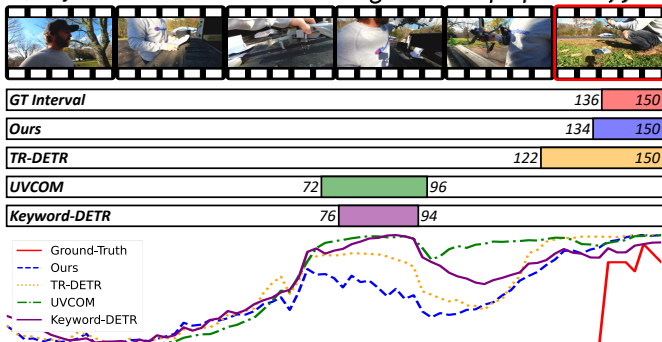 GT Interval 136 150
Ours 134 150
TR-DETR 122 150
UVCOM 72 96
Keyword-DETR 76 94
Ground-Truth
Ours
TR-DETR
UVCOM
Keyword-DETR